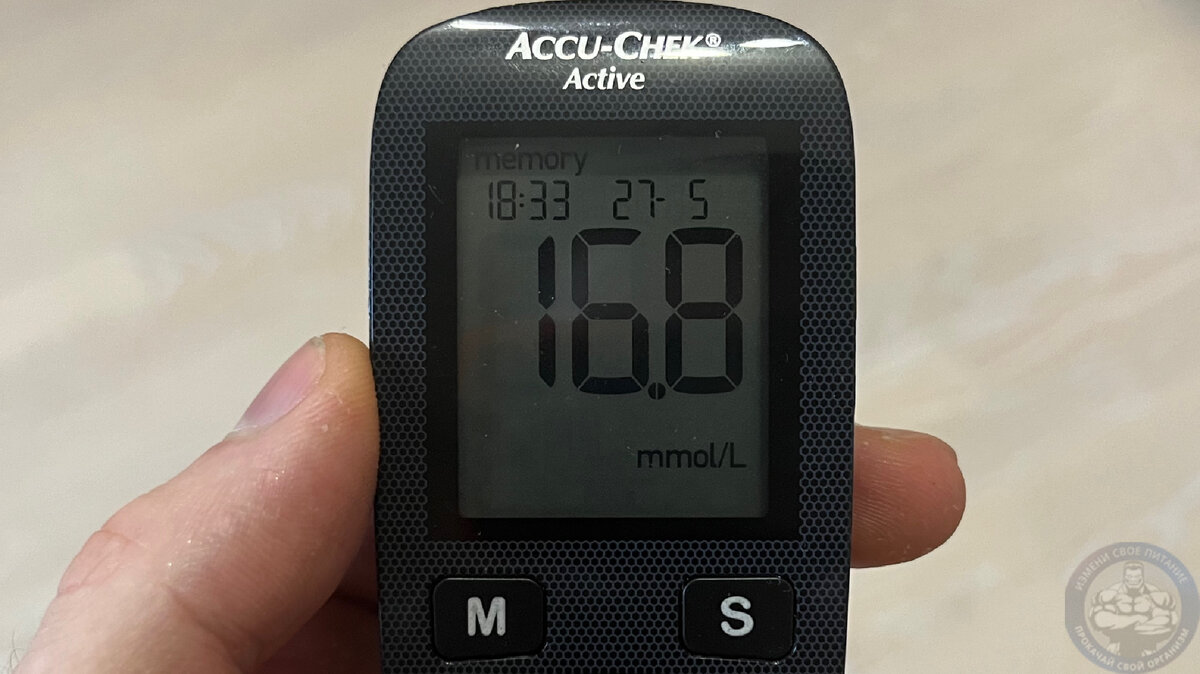 ACCU-CHEK®
Active
memory
18:33 27-5
16.8
mmol/L
M S
ИЗМЕНИ СВОЕ ПИТАНИЕ
ПРОКАЧАЙ СВОЙ ОРГАНИЗМ